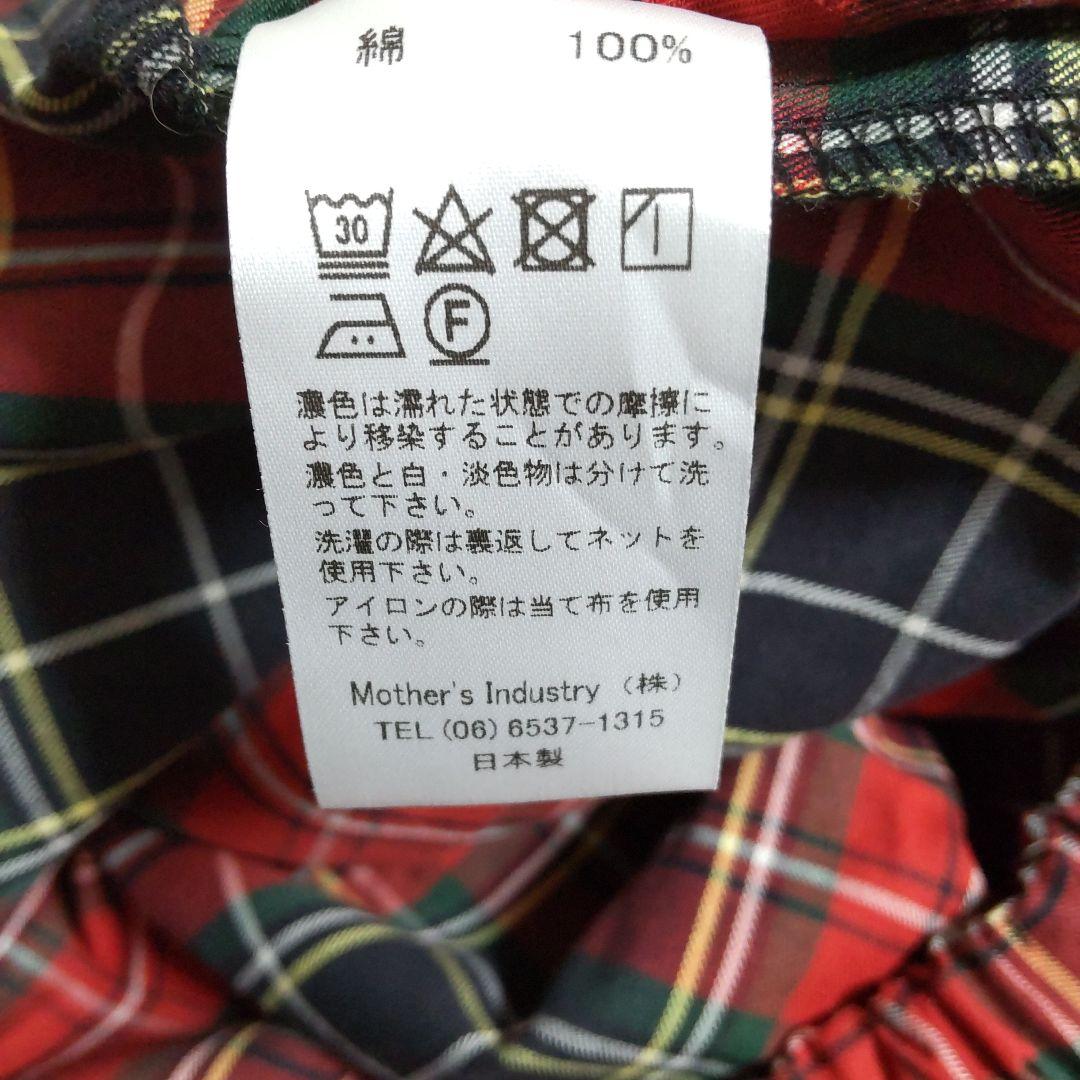 綿 100%
30
F
濃色は濡れた状態での摩擦に
より移染することがあります。
濃色と白・淡色物は分けて洗
って下さい。
洗濯の際は裏返してネットを
使用下さい。
アイロンの際は当て布を使用
下さい。
Mother's Industry (株)
TEL (06) 6537-1315
日本製